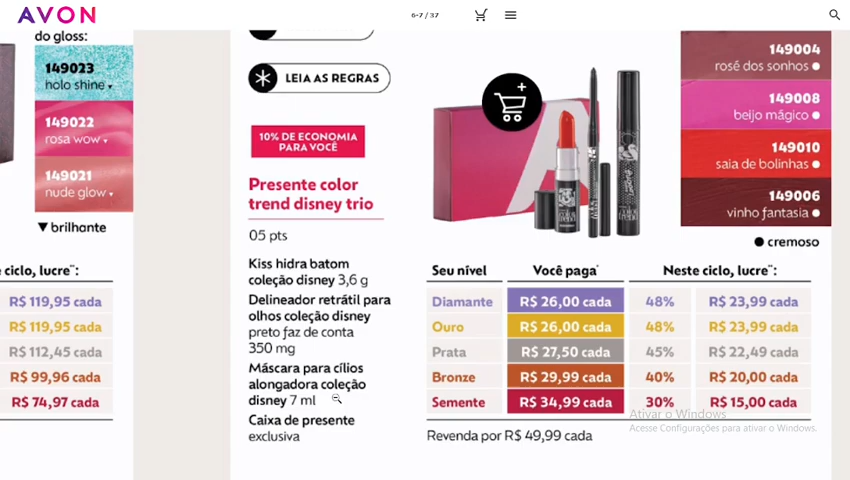 AVON
6-7 / 37
do gloss:
149023
holo shine
149022
rosa wow
149021
nude glow
▼ brilhante
e ciclo, lucre**:
R$ 119,95 cada
R$ 119,95 cada
R$ 112,45 cada
R$ 99,96 cada
R$ 74,97 cada
LEIA AS REGRAS
10% DE ECONOMIA
PARA VOCÊ
Presente color
trend disney trio
05 pts
Kiss hidra batom
coleção disney 3,6 g
Delineador retrátil para
olhos coleção disney
preto faz de conta
350 mg
Máscara para cílios
alongadora coleção
disney 7 ml
Caixa de presente
exclusiva
149004
rosé dos sonhos
149008
beijo mágico
149010
saia de bolinhas
149006
vinho fantasia
● cremoso
Seu nível Você paga* Neste ciclo, lucre**:
Diamante R$ 26,00 cada 48% R$ 23,99 cada
Ouro R$ 26,00 cada 48% R$ 23,99 cada
Prata R$ 27,50 cada 45% R$ 22,49 cada
Bronze R$ 29,99 cada 40% R$ 20,00 cada
Semente R$ 34,99 cada 30% R$ 15,00 cada
Revenda por R$ 49,99 cada
Ativar o Windows
Acesse Configurações para ativar o Windows.